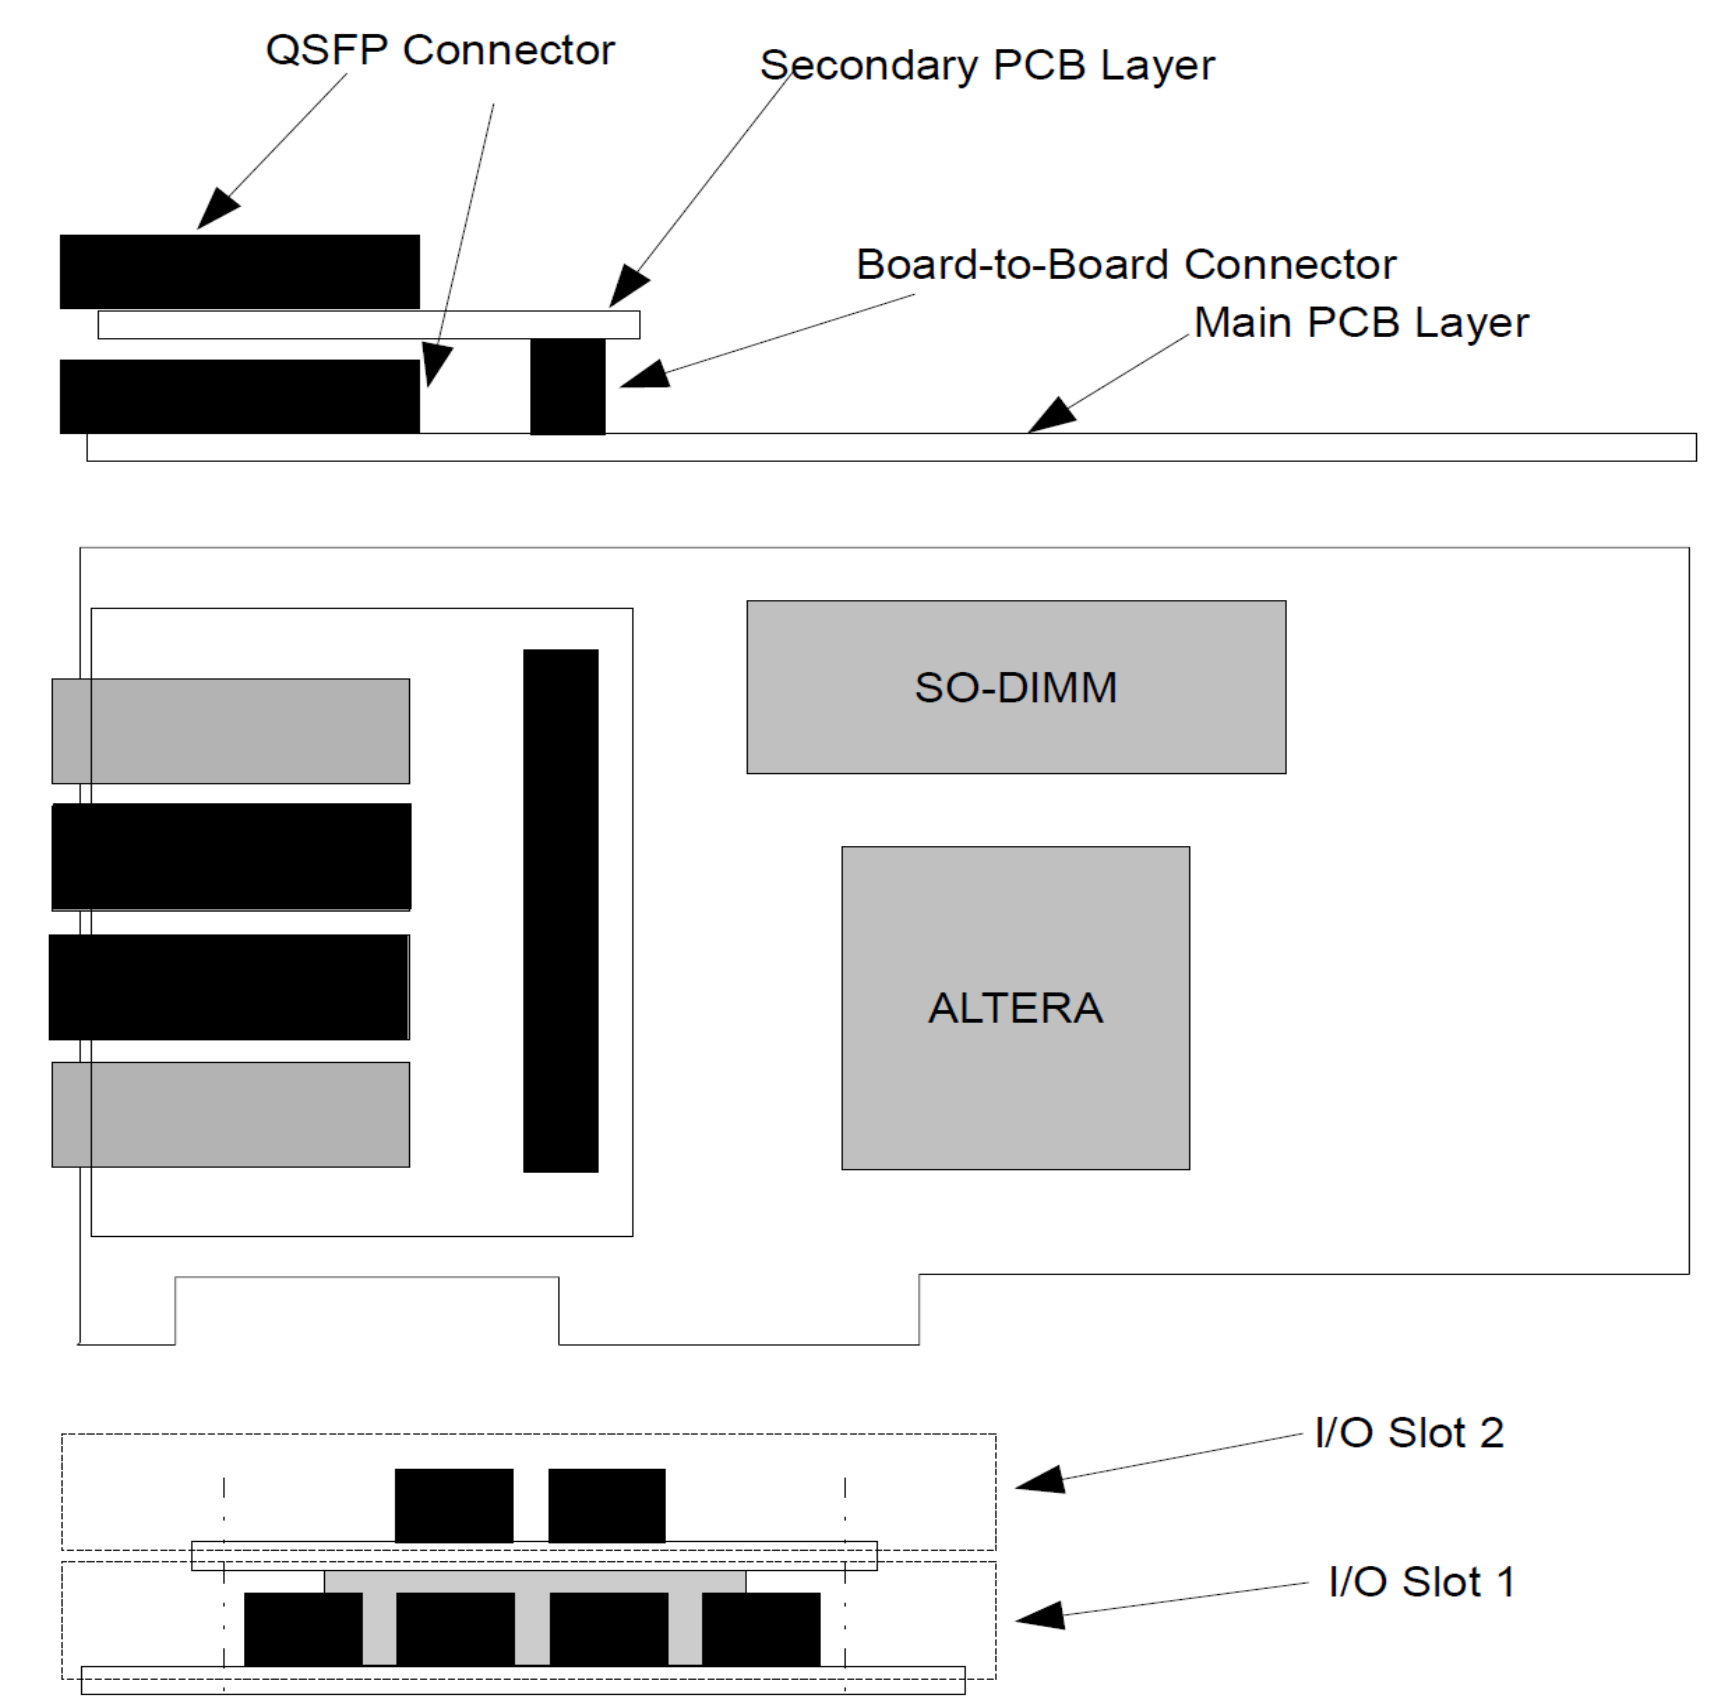 QSFP Connector
Secondary PCB Layer
Board-to-Board Connector
Main PCB Layer
SO-DIMM
ALTERA
I/O Slot 2
I/O Slot 1